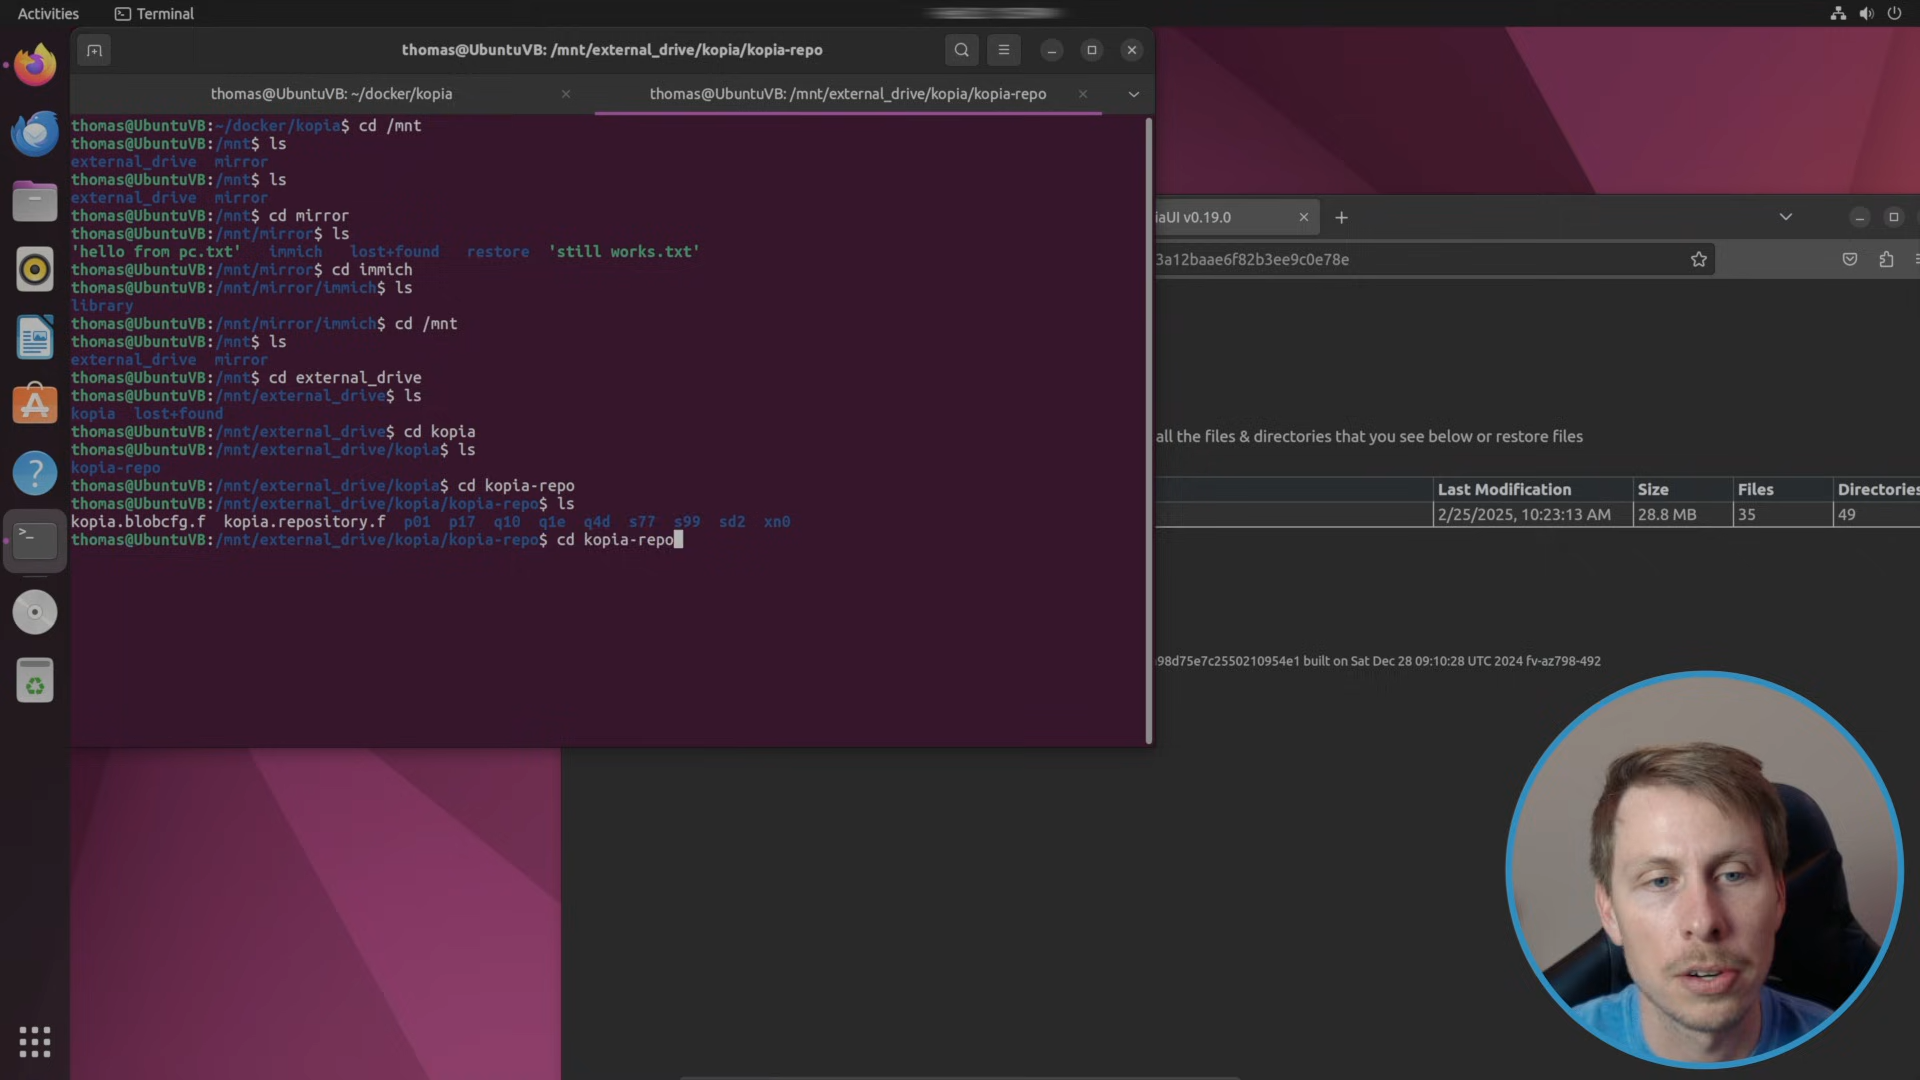 Activities
Terminal
thomas@UbuntuVB: /mnt/external_drive/kopia/kopia-repo
thomas@UbuntuVB: ~/docker/kopia
thomas@UbuntuVB: /mnt/external_drive/kopia/kopia-repo
thomas@UbuntuVB:~/docker/kopia$ cd /mnt
thomas@UbuntuVB:/mnt$ ls
external_drive mirror
thomas@UbuntuVB:/mnt$ ls
external_drive mirror
thomas@UbuntuVB:/mnt$ cd mirror
thomas@UbuntuVB:/mnt/mirror$ ls
'hello from pc.txt' immich lost+found restore 'still works.txt'
thomas@UbuntuVB:/mnt/mirror$ cd immich
thomas@UbuntuVB:/mnt/mirror/immich$ ls
library
thomas@UbuntuVB:/mnt/mirror/immich$ cd /mnt
thomas@UbuntuVB:/mnt$ ls
external_drive mirror
thomas@UbuntuVB:/mnt$ cd external_drive
thomas@UbuntuVB:/mnt/external_drive$ ls
kopia lost+found
thomas@UbuntuVB:/mnt/external_drive$ cd kopia
thomas@UbuntuVB:/mnt/external_drive/kopia$ ls
kopia-repo
thomas@UbuntuVB:/mnt/external_drive/kopia$ cd kopia-repo
thomas@UbuntuVB:/mnt/external_drive/kopia/kopia-repo$ ls
kopia.blobcfg.f kopia.repository.f p01 p17 q10 q1e q4d s77 s99 sd2 xn0
thomas@UbuntuVB:/mnt/external_drive/kopia/kopia-repo$ cd kopia-repo
iaUI v0.19.0
3a12baae6f82b3ee9c0e78e
all the files & directories that you see below or restore files
Last Modification Size Files Directories
2/25/2025, 10:23:13 AM 28.8 MB 35 49
98d75e7c2550210954e1 built on Sat Dec 28 09:10:28 UTC 2024 fv-az798-492